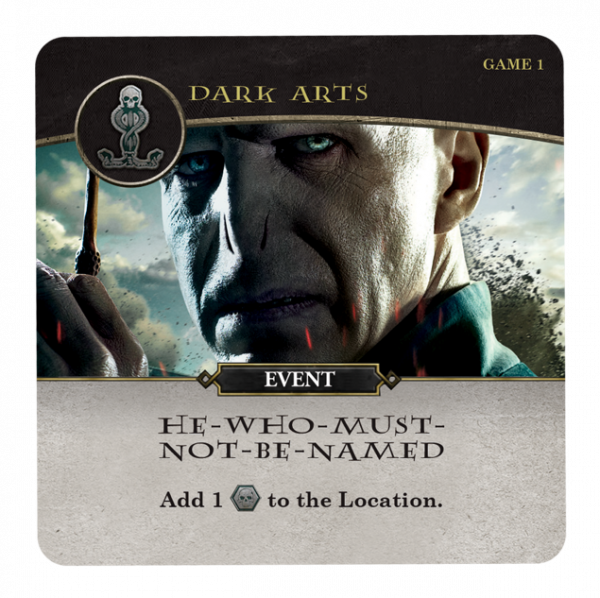 GAME 1
DARK ARTS
EVENT
HE-WHO-MUST-
NOT-BE-NAMED
Add 1 to the Location.